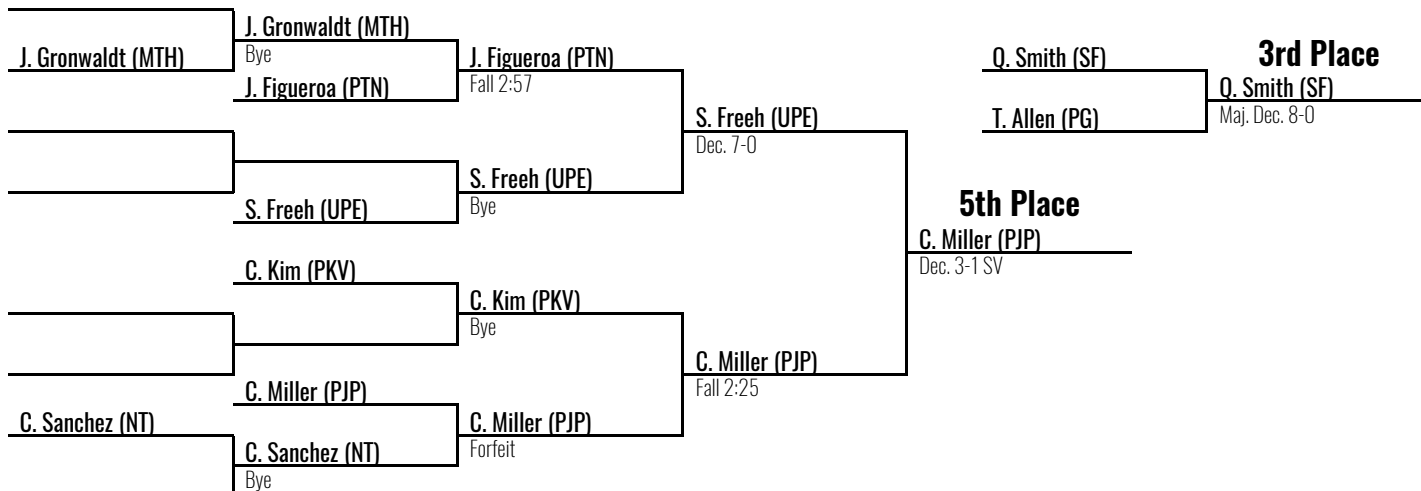 J. Gronwaldt (MTH)
J. Gronwaldt (MTH)
Bye
J. Figueroa (PTN)
J. Figueroa (PTN)
Fall 2:57
S. Freeh (UPE)
S. Freeh (UPE)
Bye
S. Freeh (UPE)
Dec. 7-0
C. Kim (PKV)
C. Kim (PKV)
Bye
C. Miller (PJP)
C. Sanchez (NT)
C. Sanchez (NT)
Bye
C. Miller (PJP)
Forfeit
C. Miller (PJP)
Fall 2:25
5th Place
C. Miller (PJP)
Dec. 3-1 SV
Q. Smith (SF)
T. Allen (PG)
3rd Place
Q. Smith (SF)
Maj. Dec. 8-0